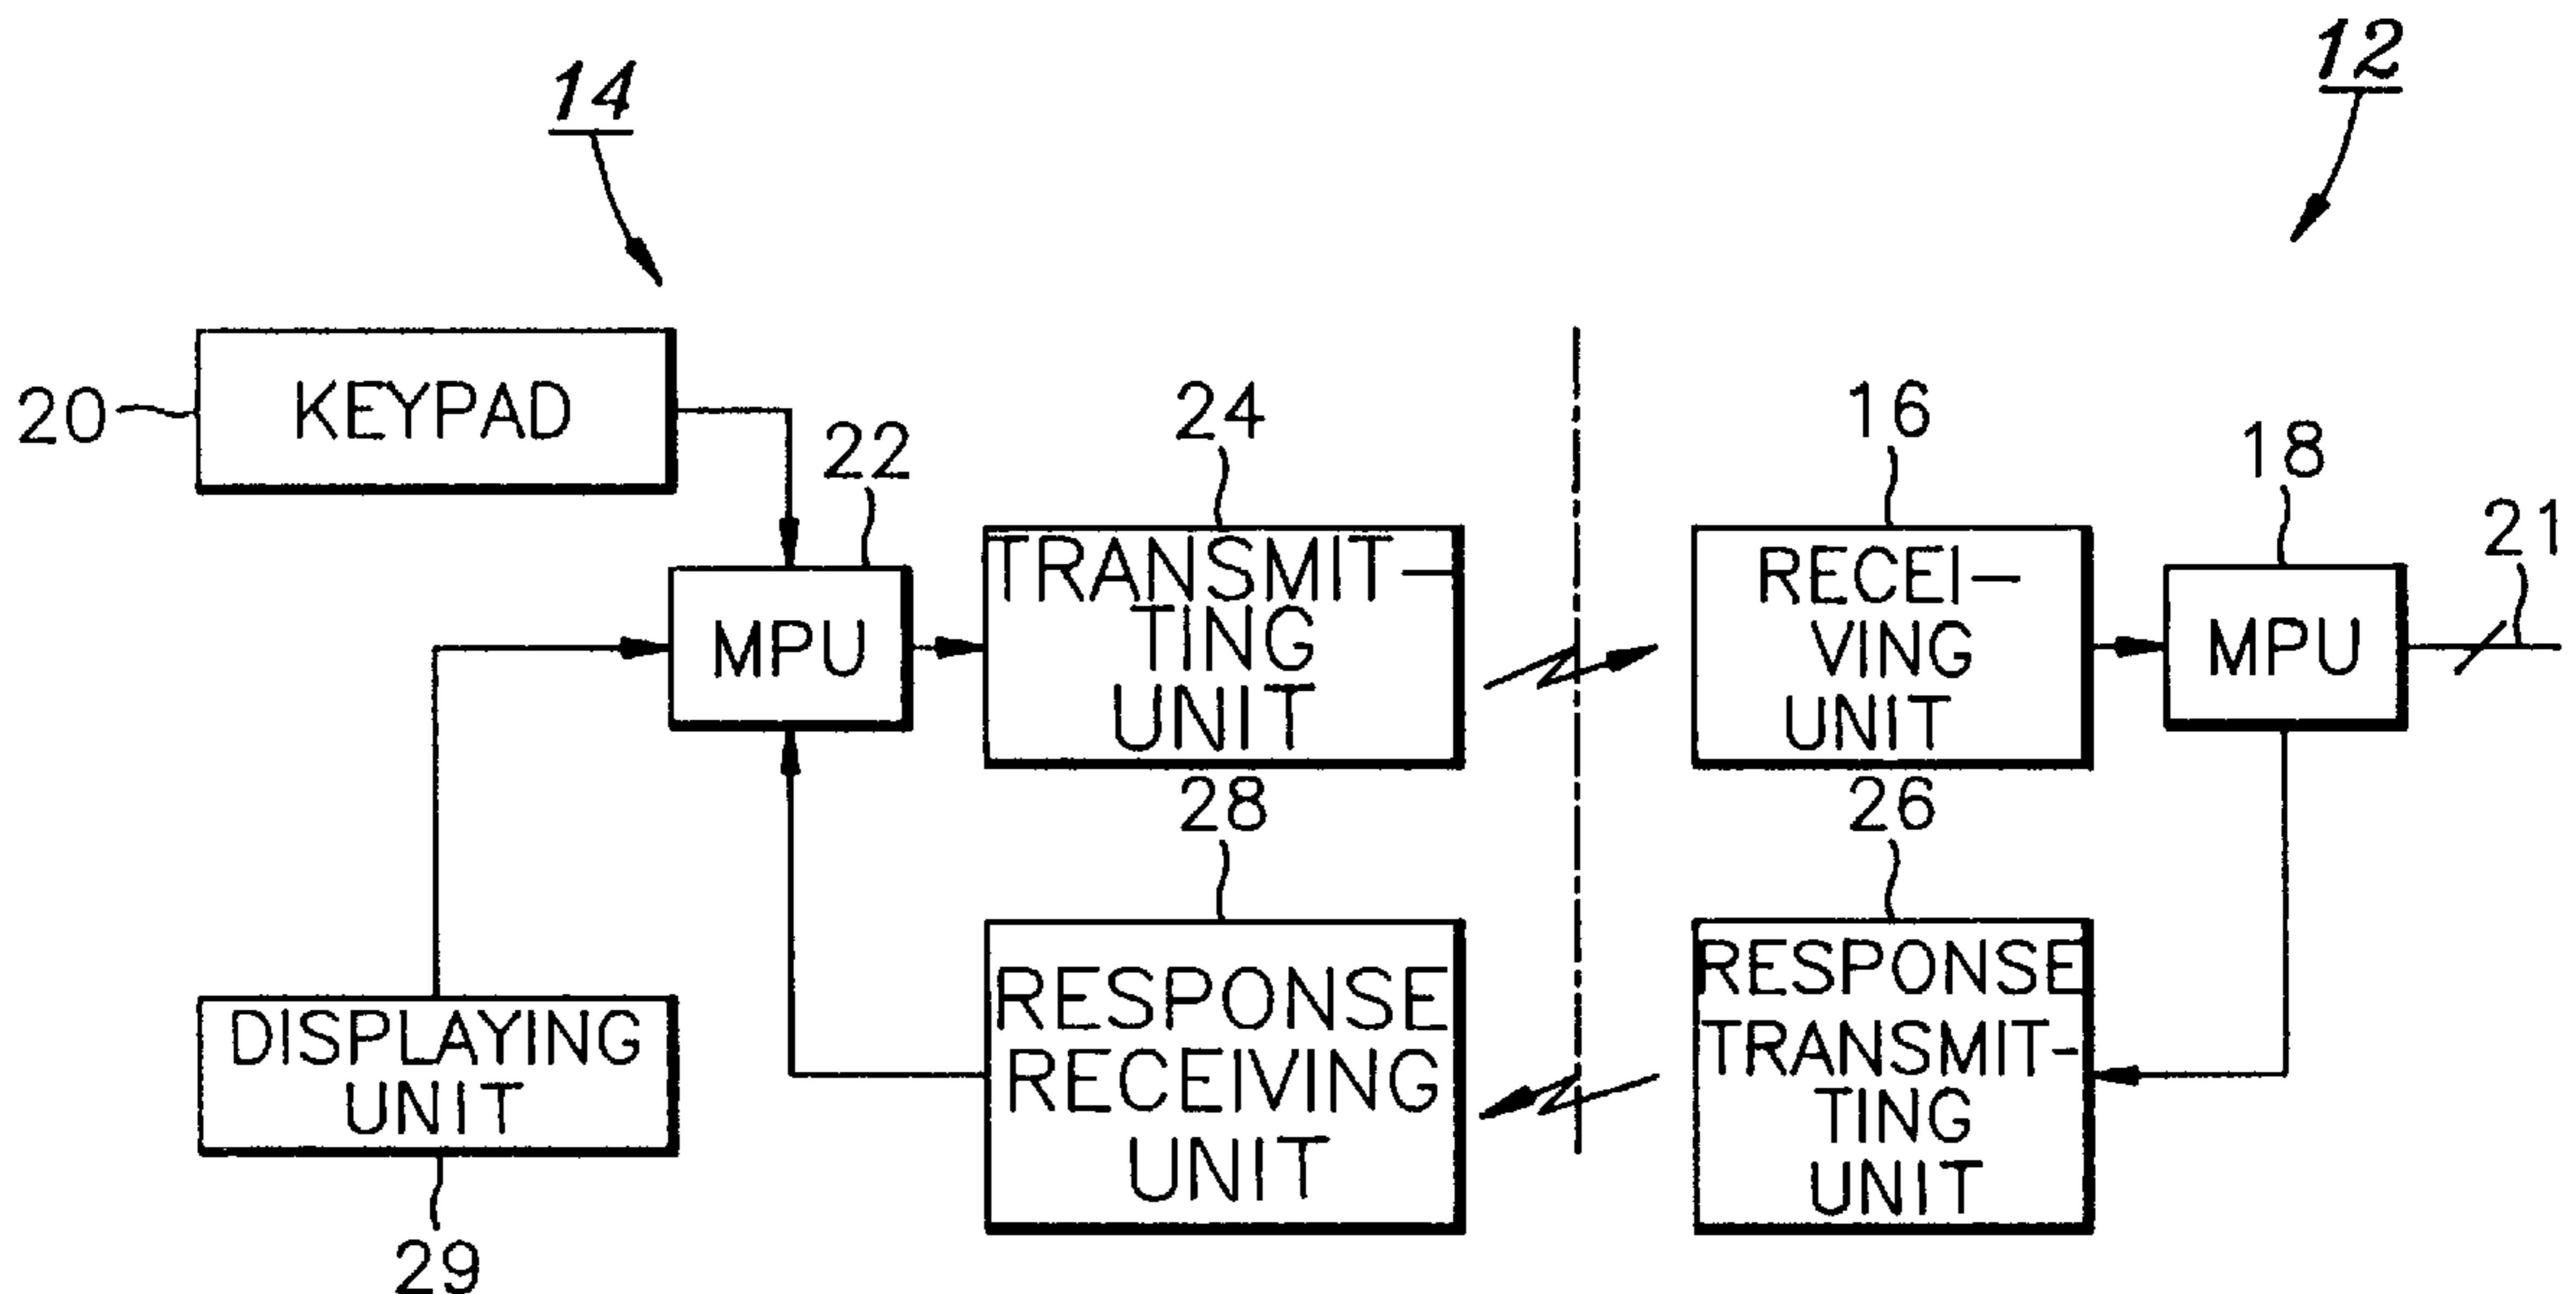 12
14
20
KEYPAD
22
24
16
18
21
MPU
TRANSMIT-
TING
UNIT
RECEI-
VING
UNIT
MPU
28
26
DISPLAYING
UNIT
29
RESPONSE
RECEIVING
UNIT
RESPONSE
TRANSMIT-
TING
UNIT